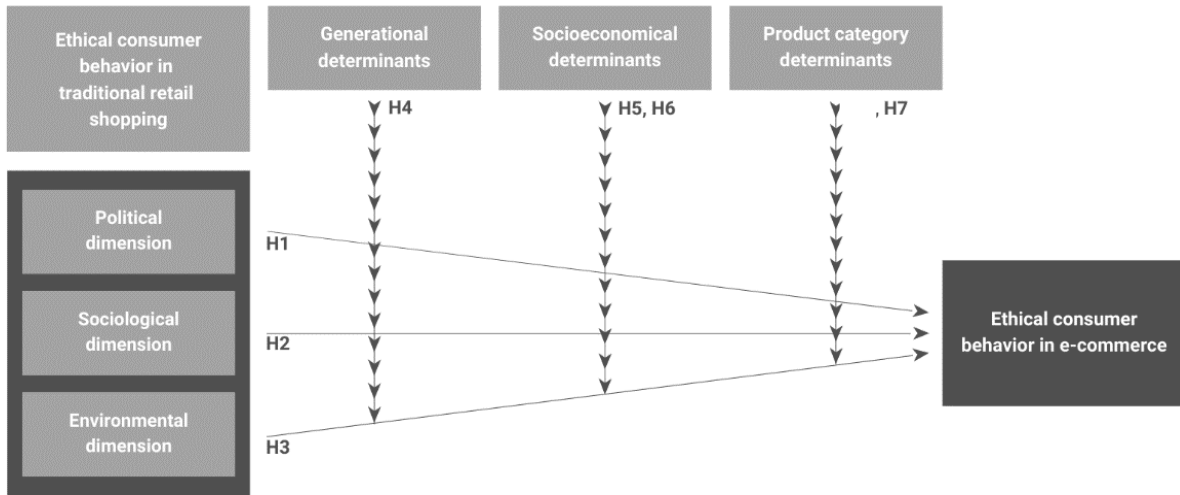 Ethical consumer
behavior in
traditional retail
shopping
Generational
determinants
Socioeconomical
determinants
Product category
determinants
H4
H5, H6
, H7
Political
dimension
H1
Sociological
dimension
H2
Environmental
dimension
H3
Ethical consumer
behavior in e-commerce